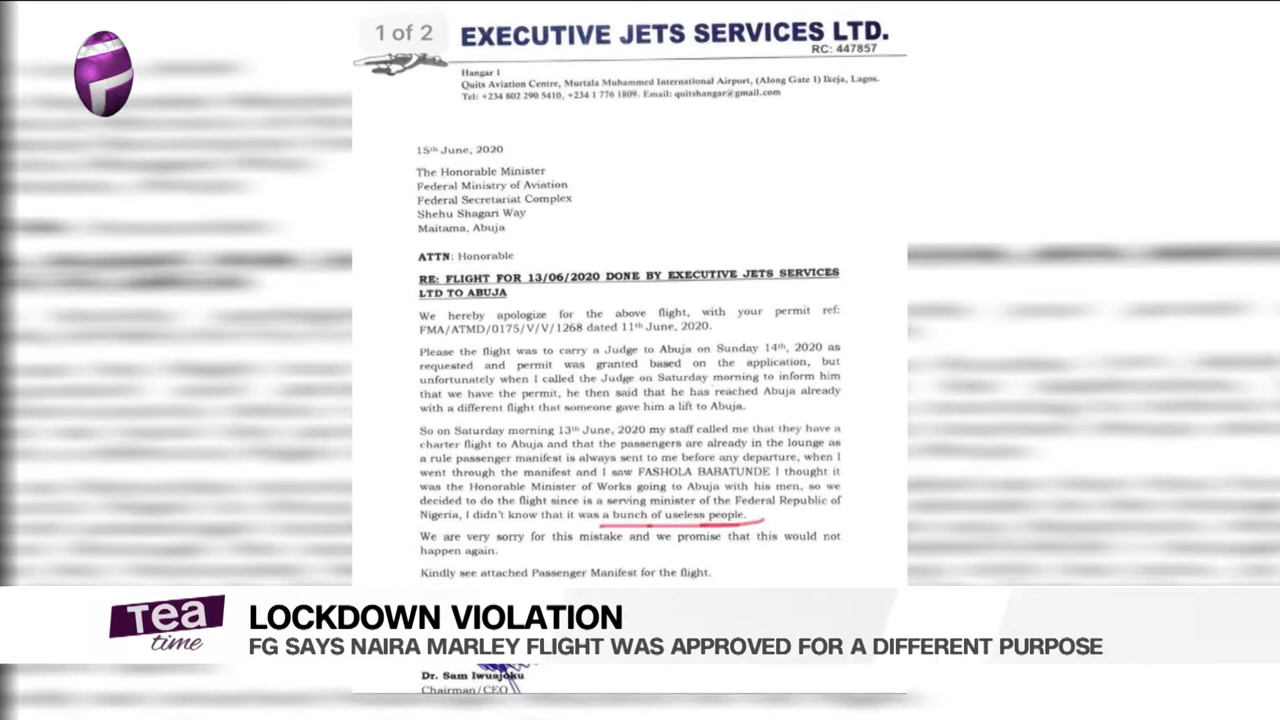 1 of 2
EXECUTIVE JETS SERVICES LTD.
RC: 447857
Hangar 1
Quits Aviation Centre, Murtala Muhammed International Airport, (Along Gate 1) Ikeja, Lagos.
Tel: +234 802 290 5410, +234 1 776 1809. Email: quitshangar@gmail.com
15th June, 2020
The Honorable Minister
Federal Ministry of Aviation
Federal Secretariat Complex
Shehu Shagari Way
Maitama, Abuja
ATTN: Honorable
RE: FLIGHT FOR 13/06/2020 DONE BY EXECUTIVE JETS SERVICES
LTD TO ABUJA
We hereby apologize for the above flight, with your permit ref:
FMA/ATMD/0175/V/V/1268 dated 11th June, 2020.
Please the flight was to carry a Judge to Abuja on Sunday 14th, 2020 as
requested and permit was granted based on the application, but
unfortunately when I called the Judge on Saturday morning to inform him
that we have the permit, he then said that he has reached Abuja already
with a different flight that someone gave him a lift to Abuja.
So on Saturday morning 13th June, 2020 my staff called me that they have a
charter flight to Abuja and that the passengers are already in the lounge as
a rule passenger manifest is always sent to me before any departure, when I
went through the manifest and I saw FASHOLA BABATUNDE I thought it
was the Honorable Minister of Works going to Abuja with his men, so we
decided to do the flight since is a serving minister of the Federal Republic of
Nigeria, I didn't know that it was a bunch of useless people.
We are very sorry for this mistake and we promise that this would not
happen again.
Kindly see attached Passenger Manifest for the flight.
Tea
time
LOCKDOWN VIOLATION
FG SAYS NAIRA MARLEY FLIGHT WAS APPROVED FOR A DIFFERENT PURPOSE
Dr. Sam Iwuajoku
Chairman/CEO